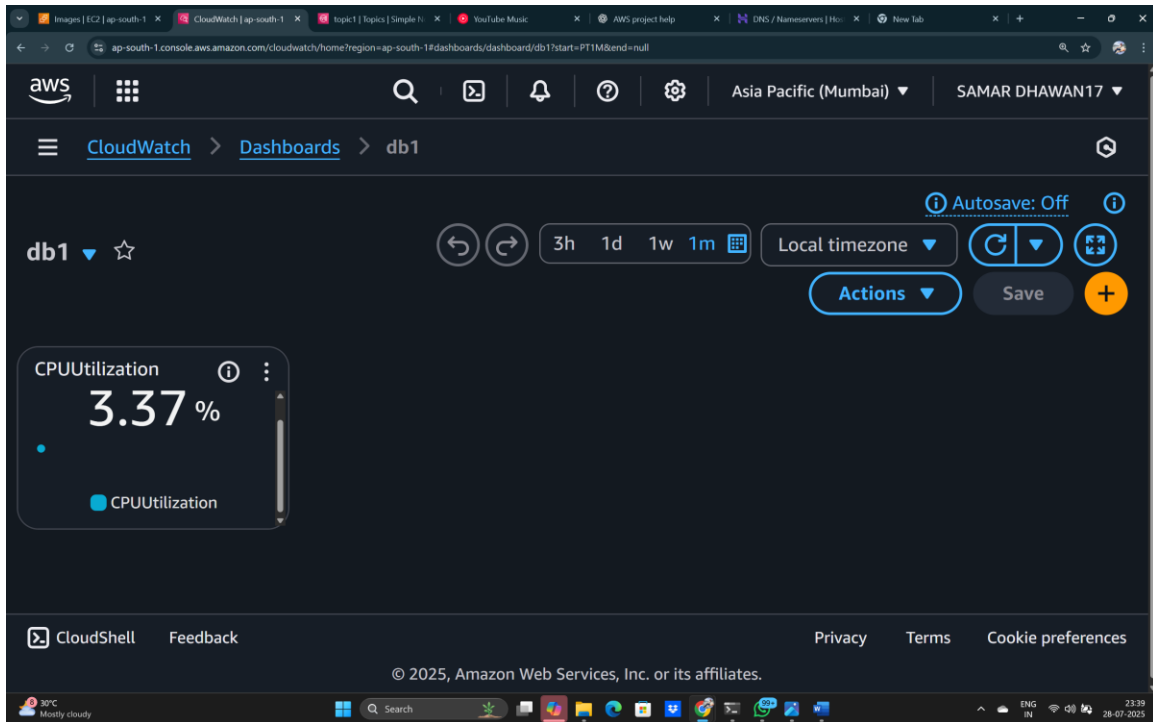 Images | EC2 | ap-south-1
CloudWatch | ap-south-1
topic1 | Topics | Simple N
YouTube Music
AWS project help
DNS / Nameservers | Ho
New Tab
ap-south-1.console.aws.amazon.com/cloudwatch/home?region=ap-south-1#dashboards/dashboard/db1?start=PT1M&end=null
aws
Asia Pacific (Mumbai)
SAMAR DHAWAN17
CloudWatch > Dashboards > db1
Autosave: Off
db1
3h 1d 1w 1m
Local timezone
Actions
Save
CPUUtilization
3.37 %
CPUUtilization
CloudShell Feedback
Privacy Terms Cookie preferences
© 2025, Amazon Web Services, Inc. or its affiliates.
30°C
Mostly cloudy
Search
99+
ENG
IN
23:39
28-07-2025